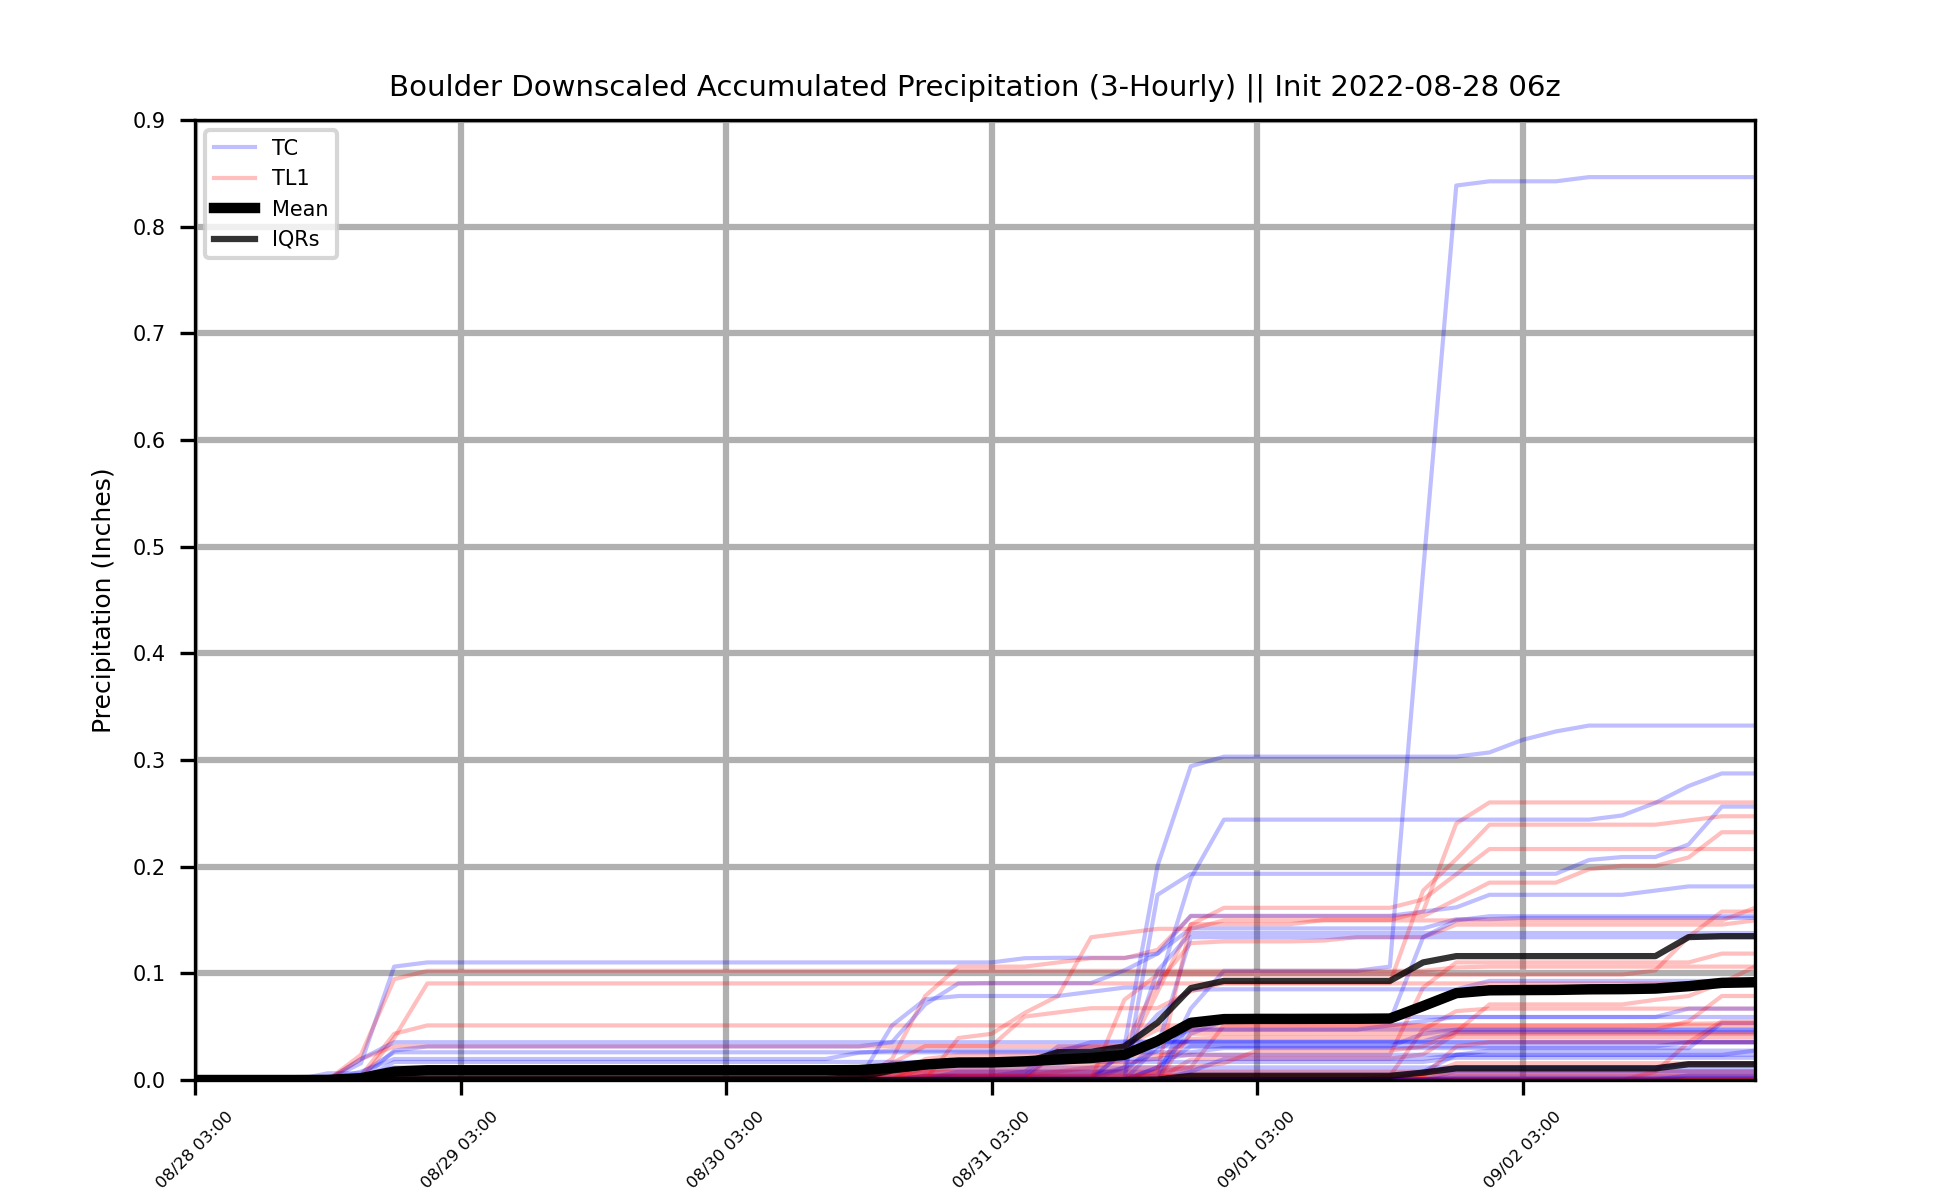 Boulder Downscaled Accumulated Precipitation (3-Hourly) || Init 2022-08-28 06z
Precipitation (Inches)
0.9
0.8
0.7
0.6
0.5
0.4
0.3
0.2
0.1
0.0
TC
TL1
Mean
IQRs
08/28 03:00
08/29 03:00
08/30 03:00
08/31 03:00
09/01 03:00
09/02 03:00